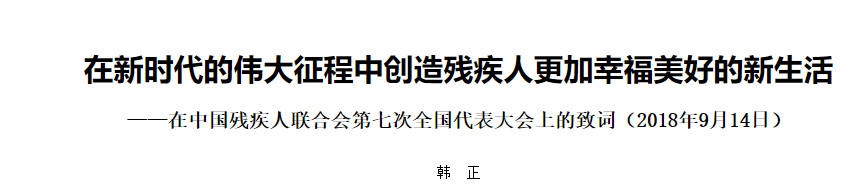 在新时代的伟大征程中创造残疾人更加幸福美好的新生活
——在中国残疾人联合会第七次全国代表大会上的致词（2018年9月14日）
韩　正